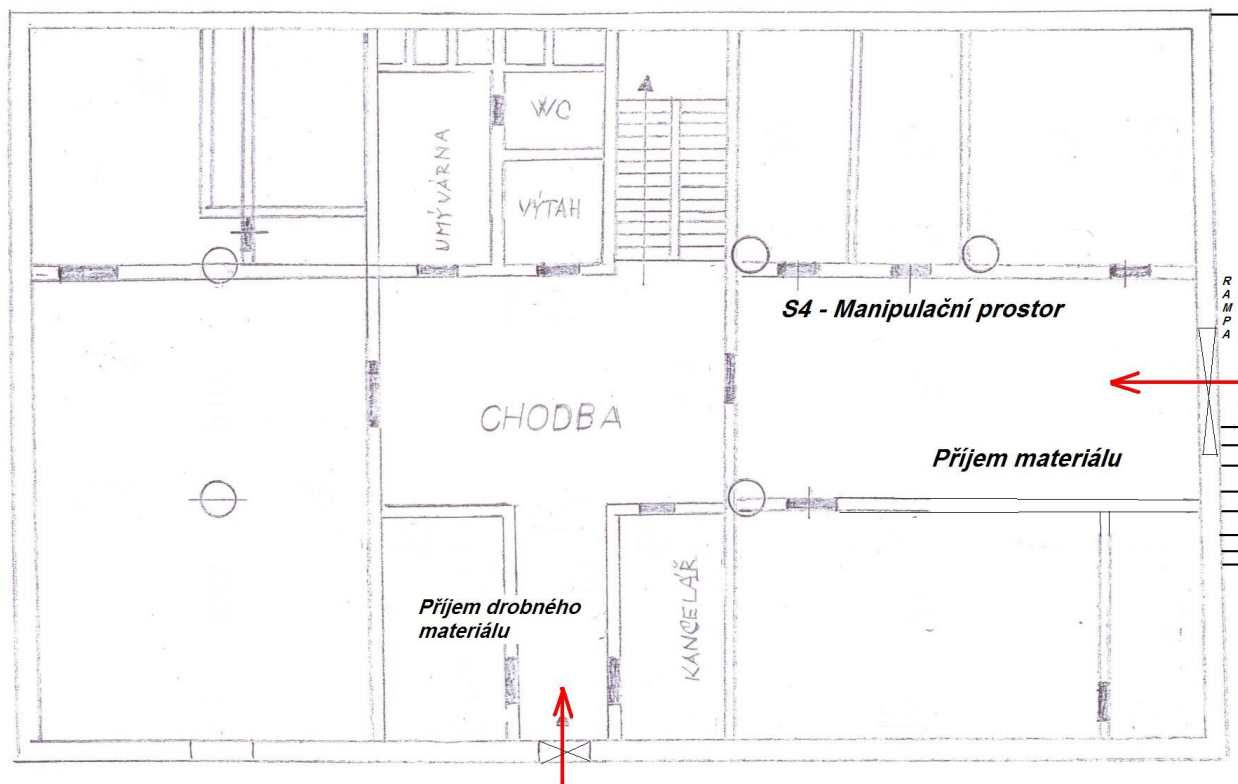 WC
UMÝVÁRNA
VÝTAH
S4 - Manipulační prostor
RAMPA
CHODBA
Příjem materiálu
Příjem drobného
materiálu
KANCELÁŘ